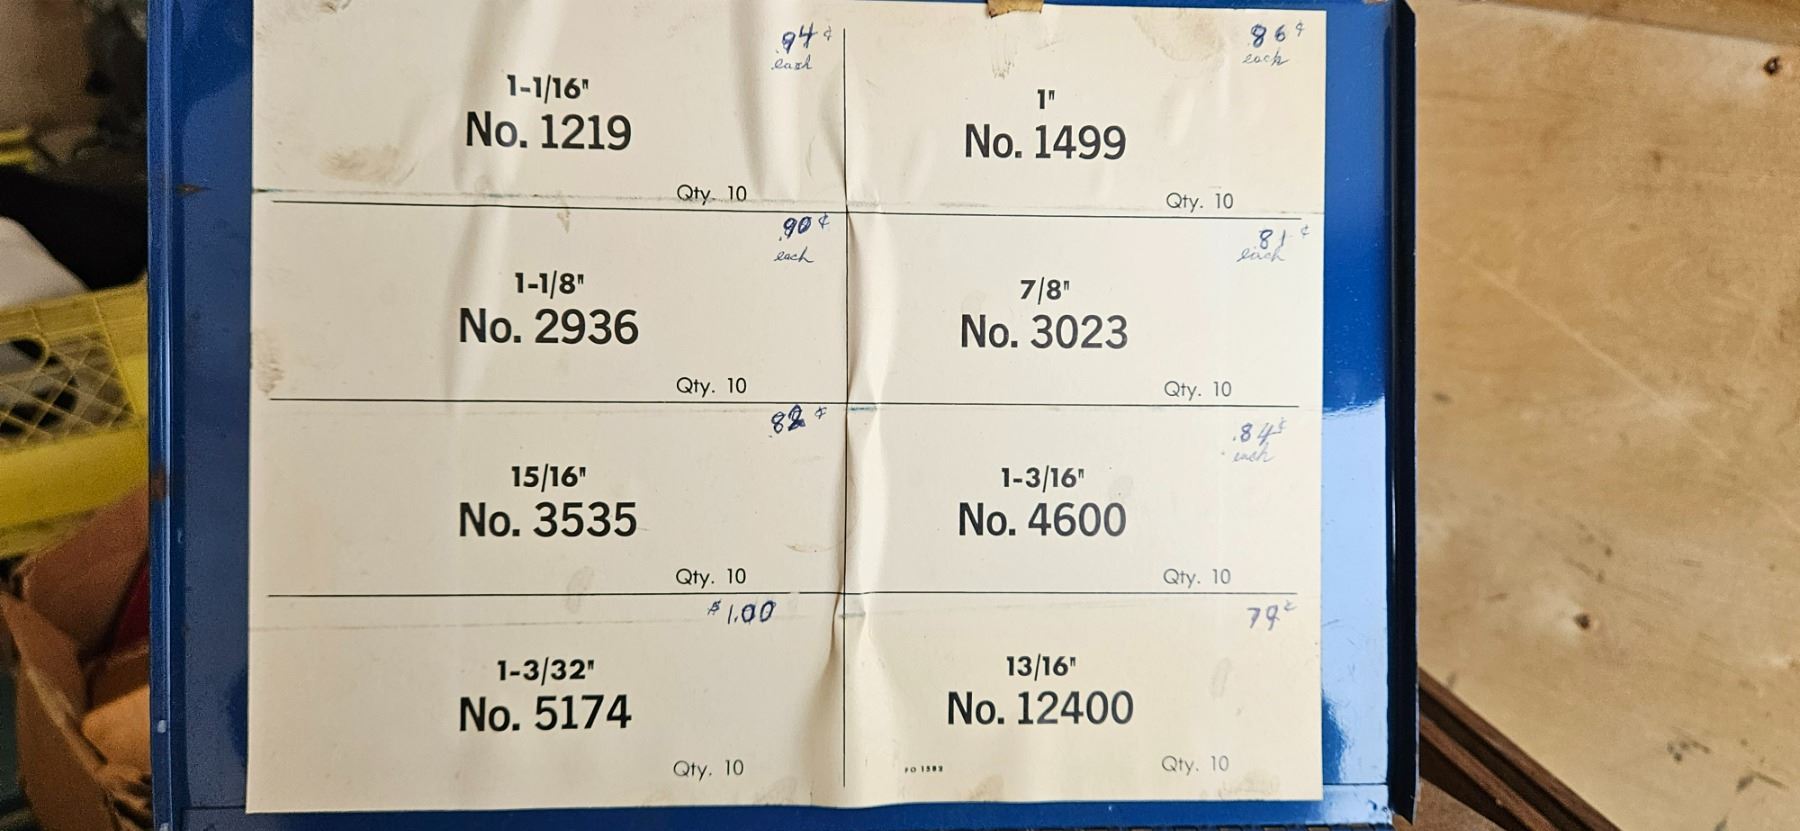 .94 ¢
each
1-1/16"
No. 1219
Qty. 10
.86 ¢
each
1"
No. 1499
Qty. 10
.90 ¢
each
1-1/8"
No. 2936
Qty. 10
.81 ¢
each
7/8"
No. 3023
Qty. 10
.82 ¢
15/16"
No. 3535
Qty. 10
.84 ¢
each
1-3/16"
No. 4600
Qty. 10
$1.00
1-3/32"
No. 5174
Qty. 10
79 ¢
13/16"
No. 12400
Qty. 10
FO 1582